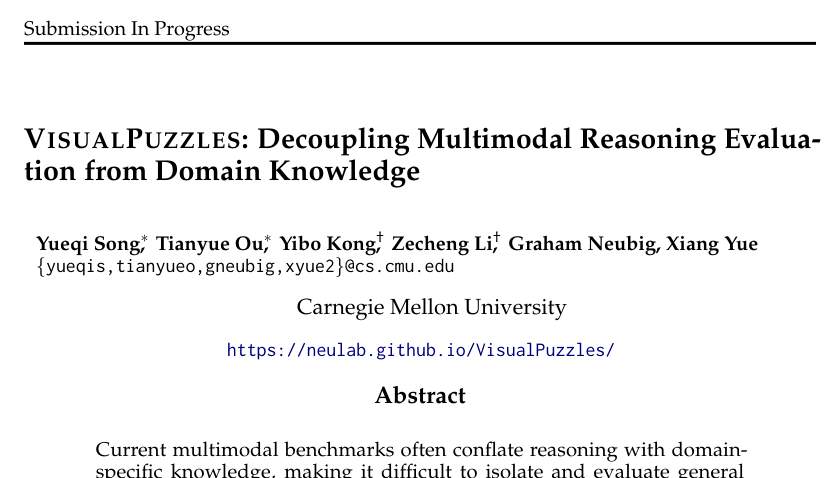 Submission In Progress
VISUALPUZZLES: Decoupling Multimodal Reasoning Evalua-
tion from Domain Knowledge
Yueqi Song,* Tianyue Ou,* Yibo Kong,† Zecheng Li,† Graham Neubig, Xiang Yue
{yueqis,tianyueo,gneubig,xyue2}@cs.cmu.edu
Carnegie Mellon University
https://neulab.github.io/VisualPuzzles/
Abstract
Current multimodal benchmarks often conflate reasoning with domain-
specific knowledge, making it difficult to isolate and evaluate general